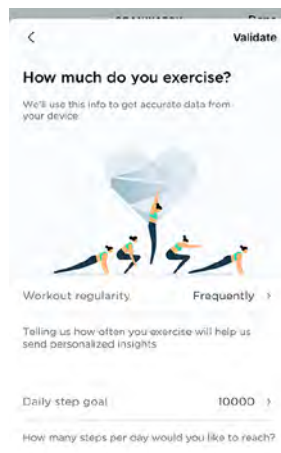 Validate
How much do you exercise?
We'll use this info to get accurate data from
your device
Workout regularity Frequently
Telling us how often you exercise will help us
send personalized insights
Daily step goal 10000
How many steps per day would you like to reach?